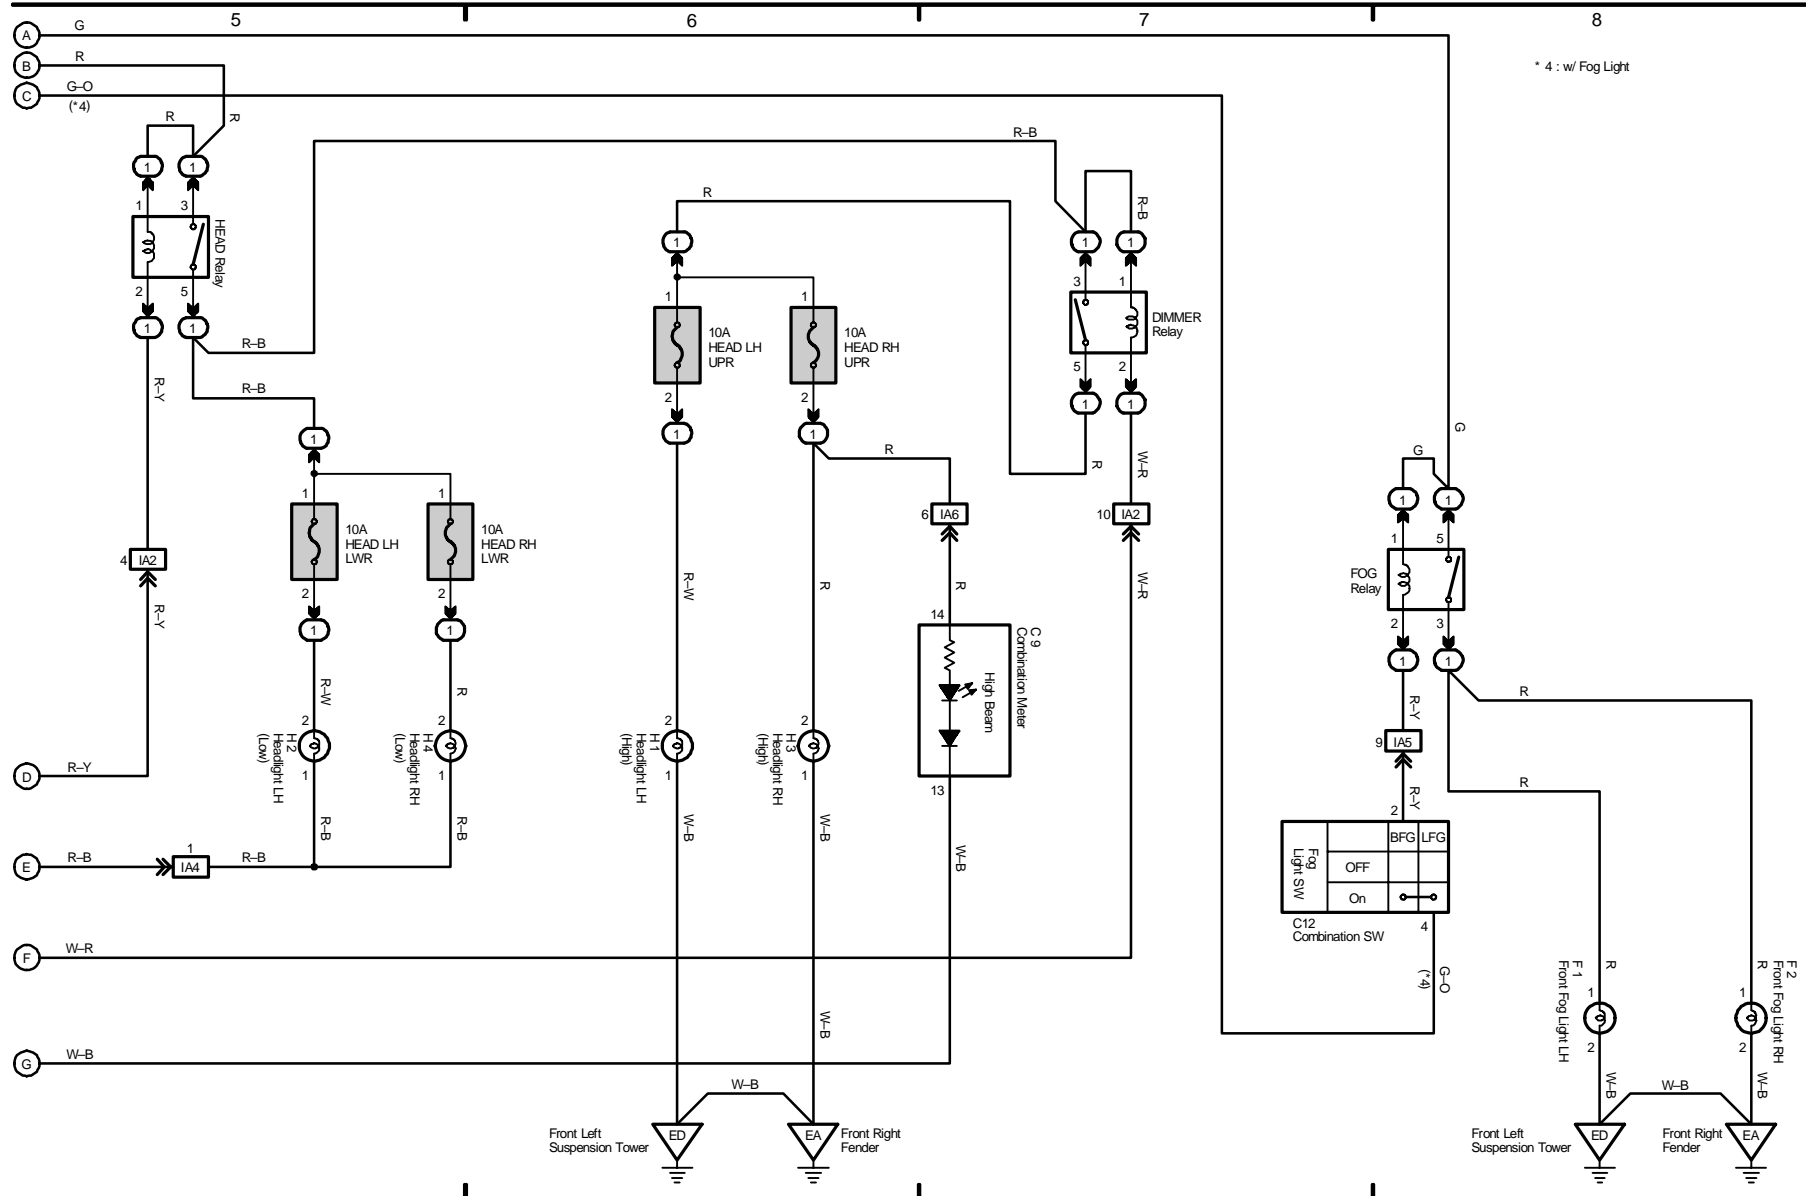 5
6
7
8
A
G
B
R
C
G–O
(*4)
* 4 : w/ Fog Light
R
R
R–B
1
1
1
3
HEAD Relay
2
5
1
1
R–B
R–B
R–Y
4
IA2
R–Y
D
R–Y
1
1
10A
HEAD LH
LWR
2
1
R–W
2
H 2
Headlight LH
(Low)
1
R–B
1
10A
HEAD RH
LWR
2
1
R
2
H 4
Headlight RH
(Low)
1
R–B
E
R–B
1
IA4
R–B
R
1
1
10A
HEAD LH
UPR
2
1
R–W
2
H 1
Headlight LH
(High)
1
W–B
1
10A
HEAD RH
UPR
2
1
R
R
2
H 3
Headlight RH
(High)
1
W–B
W–B
6
IA6
R
14
C 9
Combination Meter
High Beam
13
W–B
R–B
1
1
3
1
DIMMER
Relay
5
2
1
1
R
W–R
10
IA2
W–R
F
W–R
G
W–B
W–B
Front Left
Suspension Tower
ED
EA
Front Right
Fender
G
G
1
1
1
5
FOG
Relay
2
3
1
1
R
R–Y
9
IA5
R–Y
R
2
Fog
Light SW
BFG
LFG
OFF
On
C12
Combination SW
4
G–O
(*4)
R
F 1
Front Fog Light LH
1
2
W–B
R
F 2
Front Fog Light RH
1
2
W–B
W–B
Front Left
Suspension Tower
ED
Front Right
Fender
EA